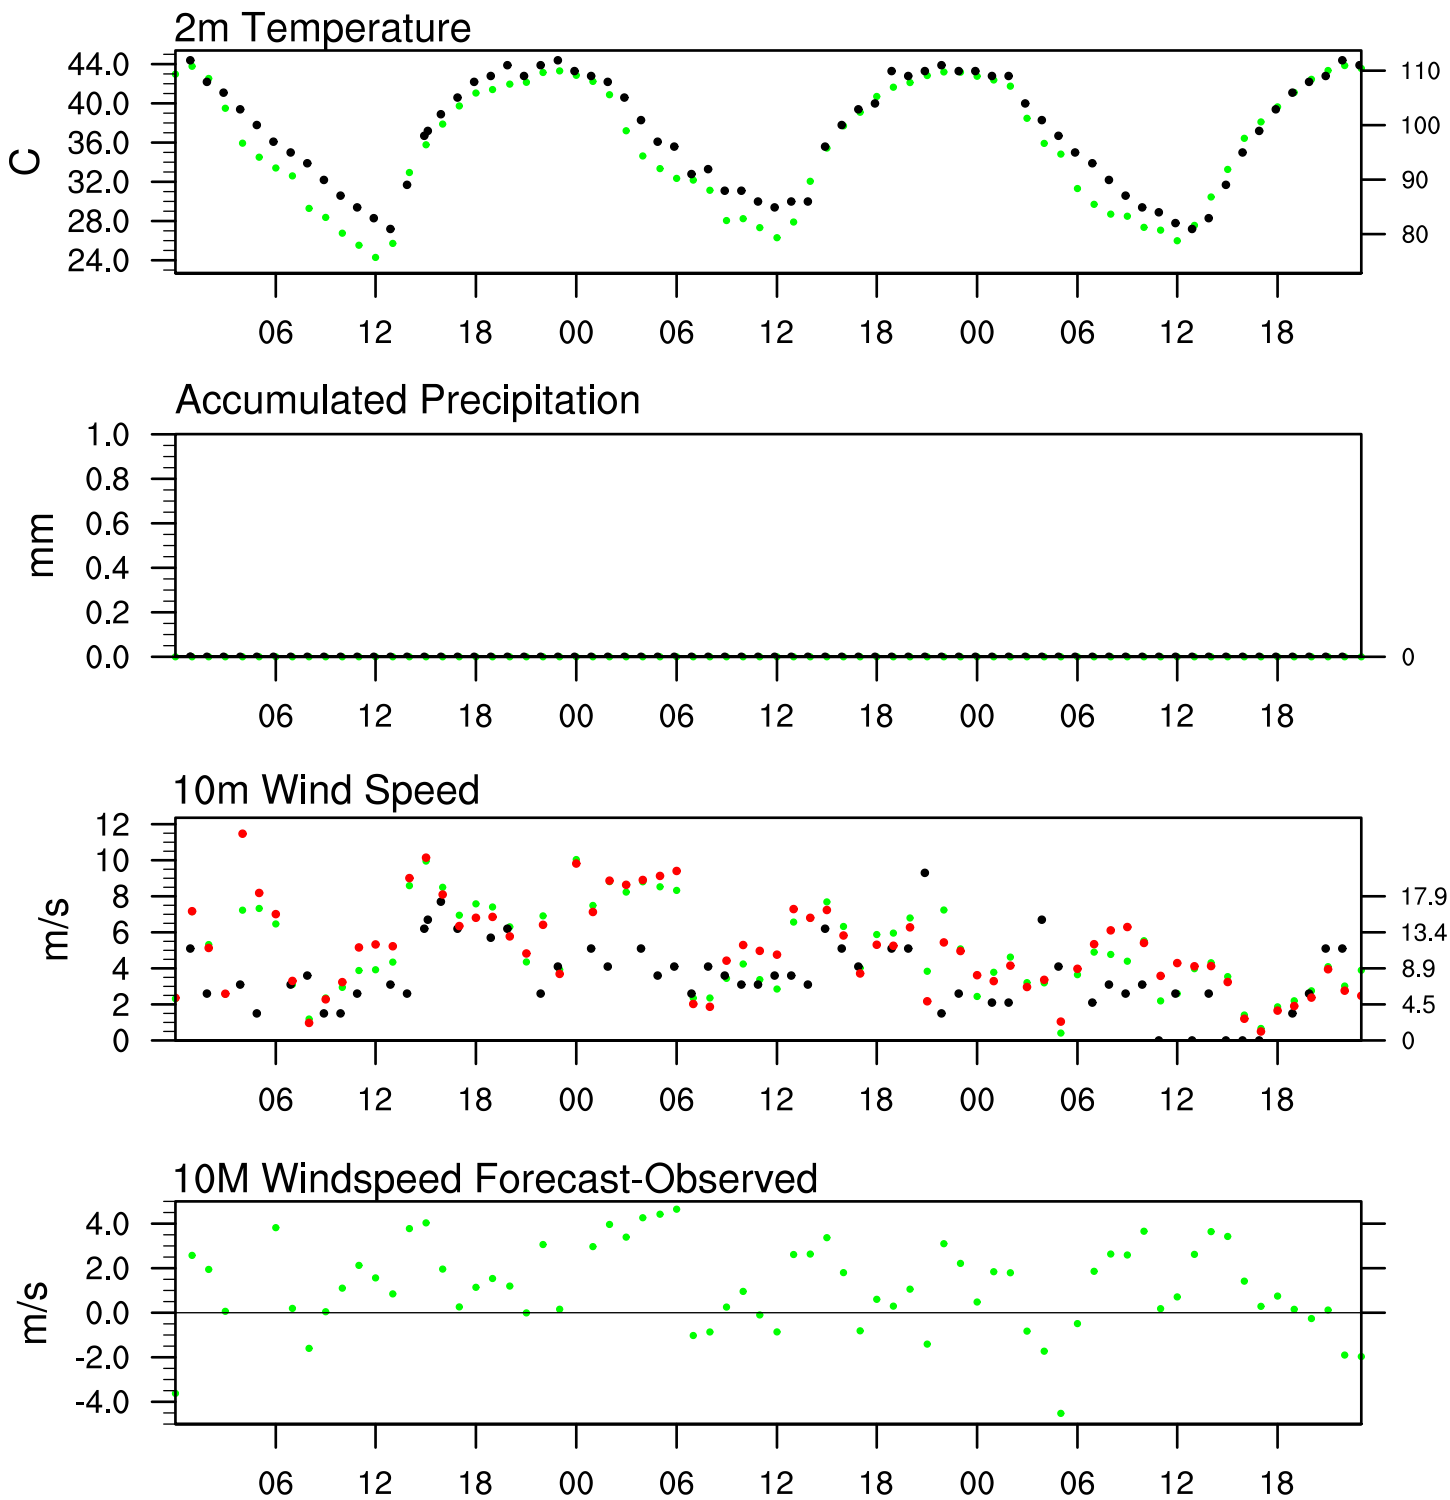 2m Temperature
44.0
40.0
36.0
32.0
28.0
24.0
C
110
100
90
80
06 12 18 00 06 12 18 00 06 12 18
Accumulated Precipitation
1.0
0.8
0.6
0.4
0.2
0.0
mm
0
06 12 18 00 06 12 18 00 06 12 18
10m Wind Speed
12
10
8
6
4
2
0
m/s
17.9
13.4
8.9
4.5
0
06 12 18 00 06 12 18 00 06 12 18
10M Windspeed Forecast-Observed
4.0
2.0
0.0
-2.0
-4.0
m/s
06 12 18 00 06 12 18 00 06 12 18